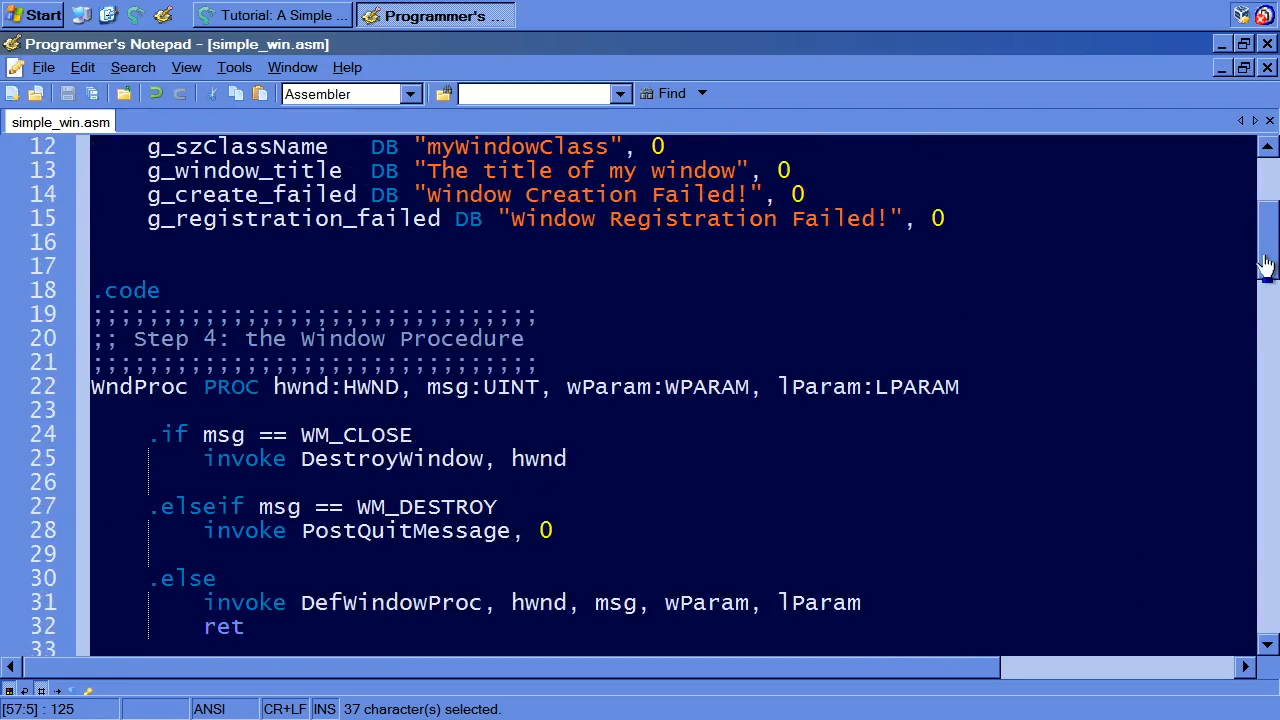 Start
Tutorial: A Simple ...
Programmer's ...
Programmer's Notepad - [simple_win.asm]
File Edit Search View Tools Window Help
Assembler
Find
simple_win.asm
12 g_szClassName DB "myWindowClass", 0
13 g_window_title DB "The title of my window", 0
14 g_create_failed DB "Window Creation Failed!", 0
15 g_registration_failed DB "Window Registration Failed!", 0
16
17
18 .code
19 ;;;;;;;;;;;;;;;;;;;;;;;;;;;;;;;;
20 ;; Step 4: the Window Procedure
21 ;;;;;;;;;;;;;;;;;;;;;;;;;;;;;;;;
22 WndProc PROC hwnd:HWND, msg:UINT, wParam:WPARAM, lParam:LPARAM
23
24 .if msg == WM_CLOSE
25 invoke DestroyWindow, hwnd
26
27 .elseif msg == WM_DESTROY
28 invoke PostQuitMessage, 0
29
30 .else
31 invoke DefWindowProc, hwnd, msg, wParam, lParam
32 ret
33
[57:5] : 125 ANSI CR+LF INS 37 character(s) selected.